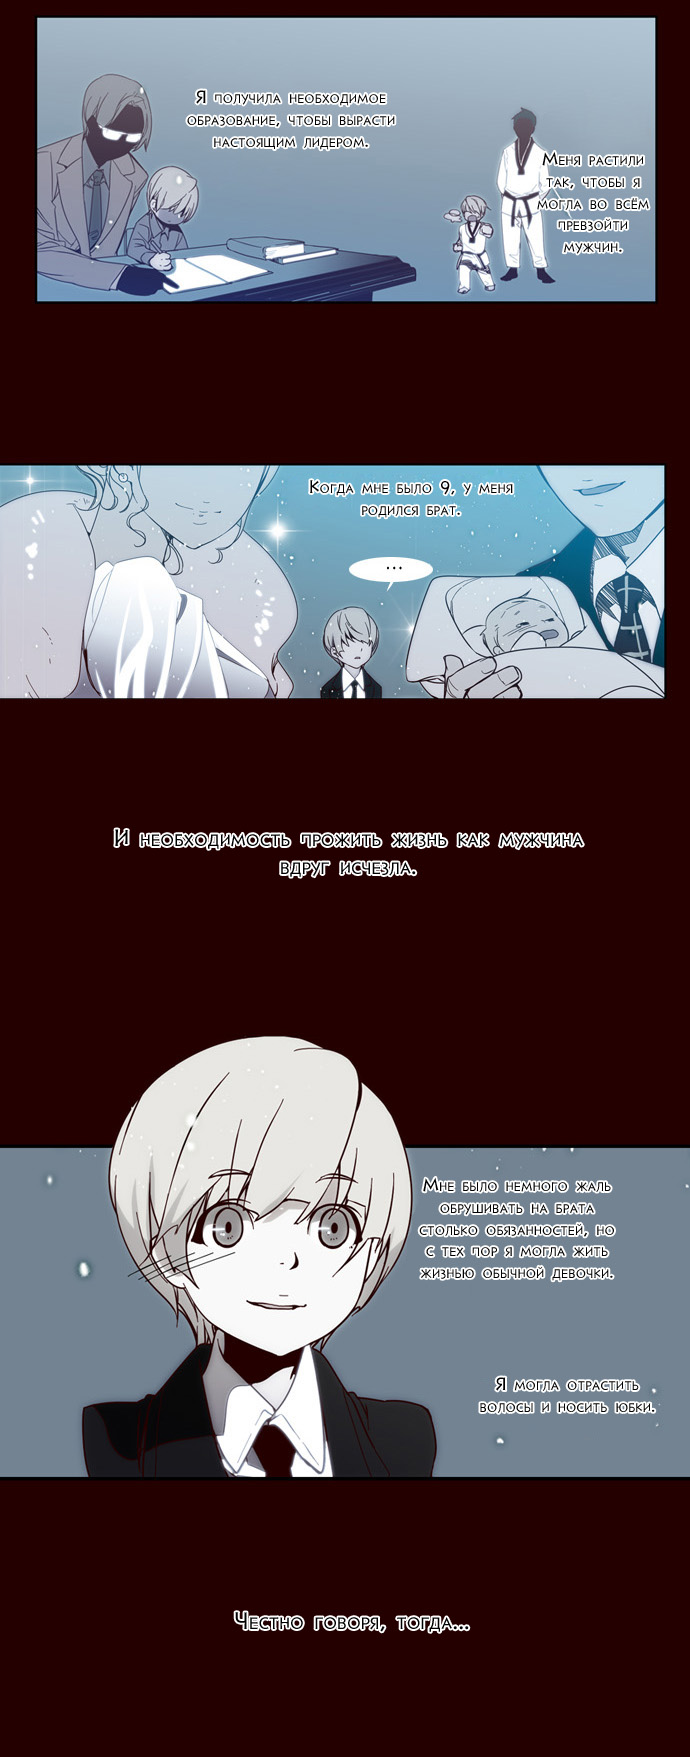 Я получила необходимое
образование, чтобы вырасти
настоящим лидером.
Меня растили
так, чтобы я
могла во всём
превзойти
мужчин.
Когда мне было 9, у меня
родился брат.
...
И необходимость прожить жизнь как мужчина
вдруг исчезла.
Мне было немного жаль
обрушивать на брата
столько обязанностей, но
с тех пор я могла жить
жизнью обычной девочки.
Я могла отрастить
волосы и носить юбки.
Честно говоря, тогда...